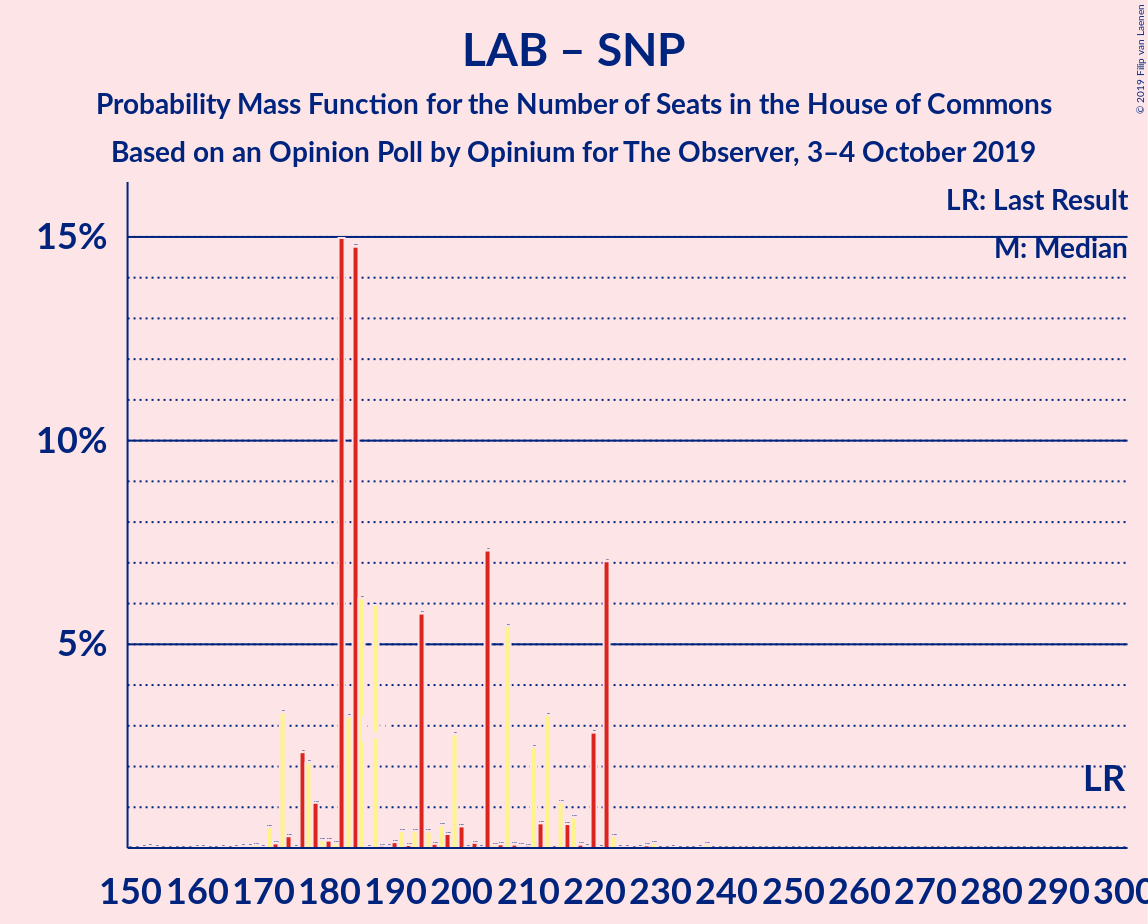 LAB – SNP
Probability Mass Function for the Number of Seats in the House of Commons
Based on an Opinion Poll by Opinium for The Observer, 3–4 October 2019
© 2019 Filip van Laenen
LR: Last Result
M: Median
15%
10%
5%
LR
150 160 170 180 190 200 210 220 230 240 250 260 270 280 290 300